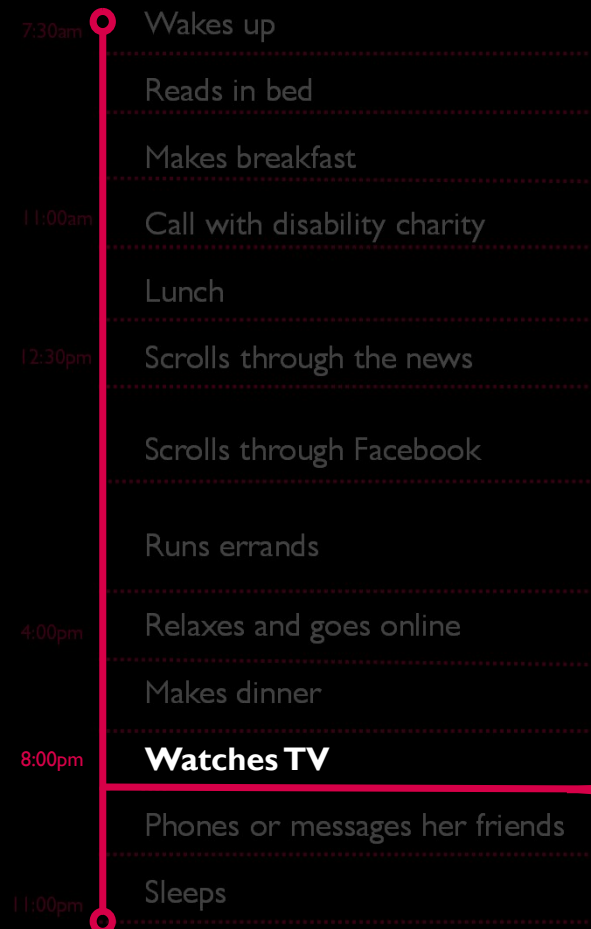 7:30am Wakes up
Reads in bed
Makes breakfast
11:00am Call with disability charity
Lunch
12:30pm Scrolls through the news
Scrolls through Facebook
Runs errands
4:00pm Relaxes and goes online
Makes dinner
8:00pm Watches TV
Phones or messages her friends
11:00pm Sleeps